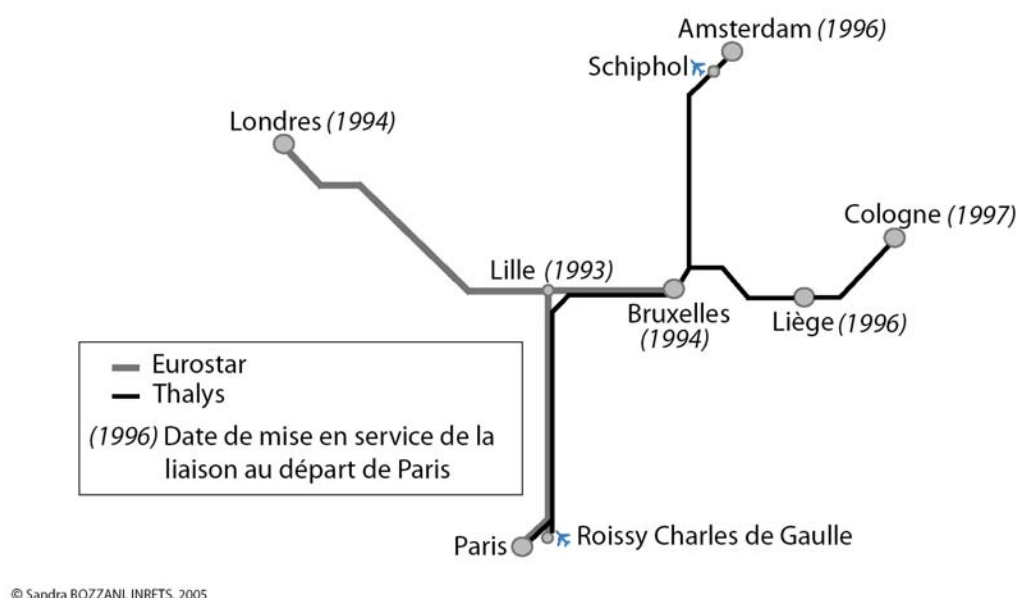 Amsterdam (1996)
Schiphol
Londres (1994)
Cologne (1997)
Lille (1993)
Bruxelles
(1994)
Liège (1996)
Eurostar
Thalys
(1996) Date de mise en service de la
liaison au départ de Paris
Paris
Roissy Charles de Gaulle
© Sandra BOZZANI, INRETS, 2005